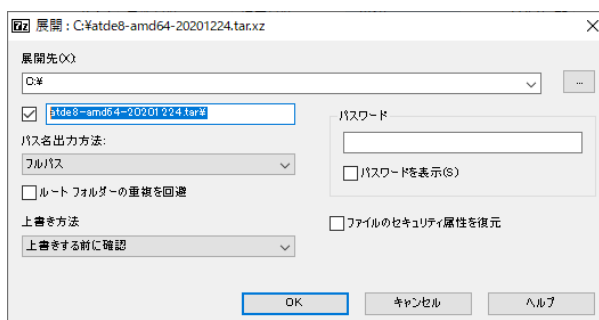 7z 展開 : C:¥atde8-amd64-20201224.tar.xz
展開先(X):
C:¥
...
atde8-amd64-20201224.tar¥
パス名出力方法:
フルパス
ルート フォルダーの重複を回避
上書き方法
上書きする前に確認
パスワード
パスワードを表示(S)
ファイルのセキュリティ属性を復元
OK
キャンセル
ヘルプ